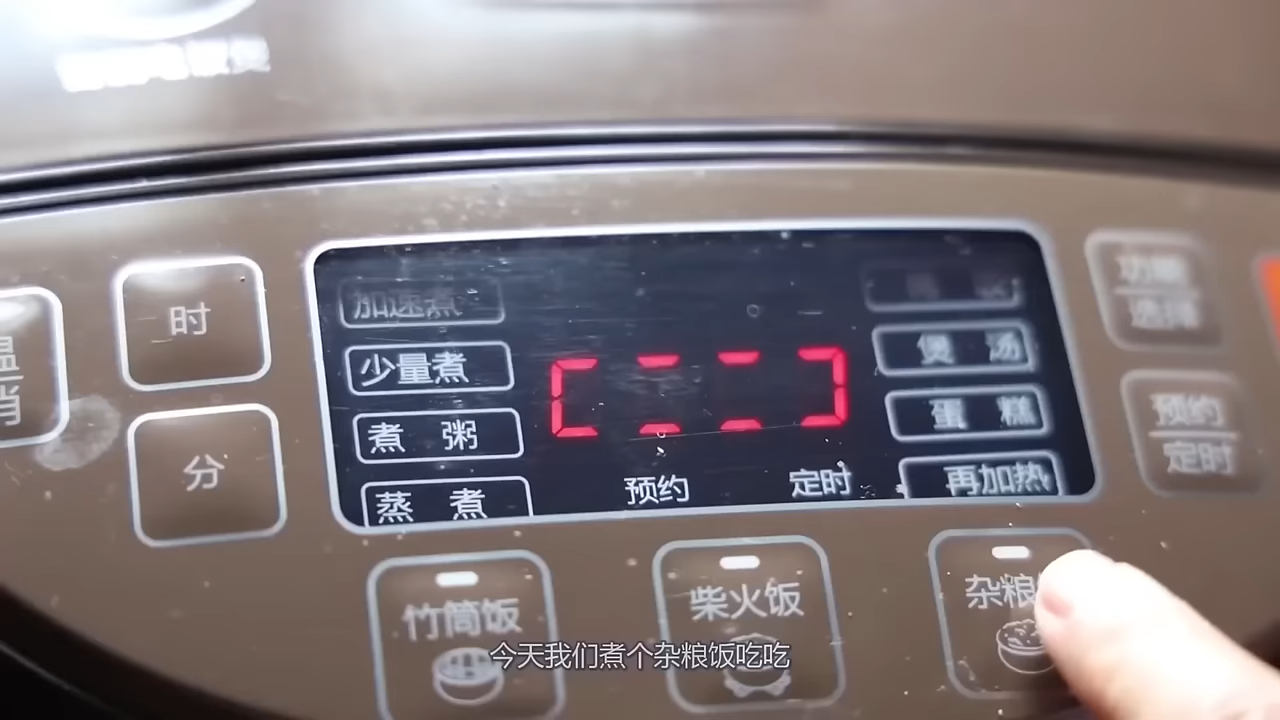 加速煮
少量煮
煮 粥
蒸 煮
预约
定时
煲 汤
蛋 糕
再加热
时
分
温
消
功能
选择
预约
定时
竹筒饭
柴火饭
杂粮
今天我们煮个杂粮饭吃吃